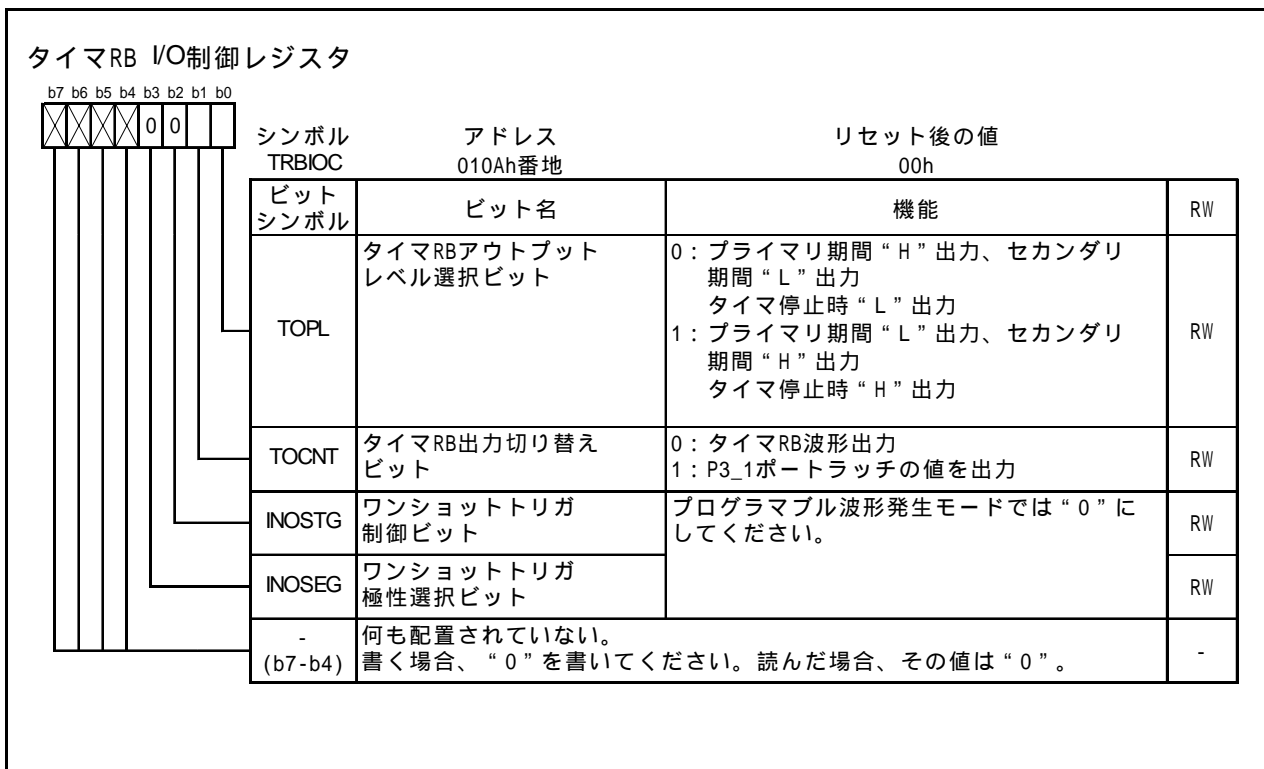 タイマRB I/O制御レジスタ
b7 b6 b5 b4 b3 b2 b1 b0
0 0
シンボル アドレス リセット後の値
TRBIOC 010Ah番地 00h
ビット
シンボル ビット名 機能 RW
TOPL
タイマRBアウトプット
レベル選択ビット
0：プライマリ期間“H”出力、セカンダリ
期間“L”出力
タイマ停止時“L”出力
1：プライマリ期間“L”出力、セカンダリ
期間“H”出力
タイマ停止時“H”出力
RW
TOCNT
タイマRB出力切り替え
ビット
0：タイマRB波形出力
1：P3_1ポートラッチの値を出力
RW
INOSTG
ワンショットトリガ
制御ビット
プログラマブル波形発生モードでは“0”に
してください。
RW
INOSEG
ワンショットトリガ
極性選択ビット
RW
-
(b7-b4)
何も配置されていない。
書く場合、“0”を書いてください。読んだ場合、その値は“0”。
-